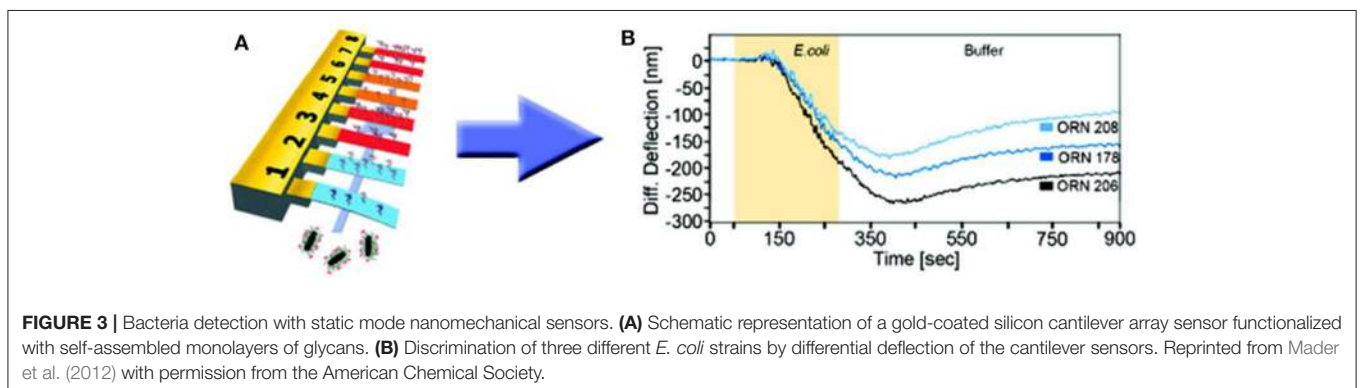 A
1 2 3 4 5 6 7 8
B
E.coli
Buffer
Diff. Deflection [nm]
0
-50
-100
-150
-200
-250
-300
ORN 208
ORN 178
ORN 206
0 150 350 550 750 900
Time [sec]
FIGURE 3 | Bacteria detection with static mode nanomechanical sensors. (A) Schematic representation of a gold-coated silicon cantilever array sensor functionalized
with self-assembled monolayers of glycans. (B) Discrimination of three different E. coli strains by differential deflection of the cantilever sensors. Reprinted from Mader
et al. (2012) with permission from the American Chemical Society.